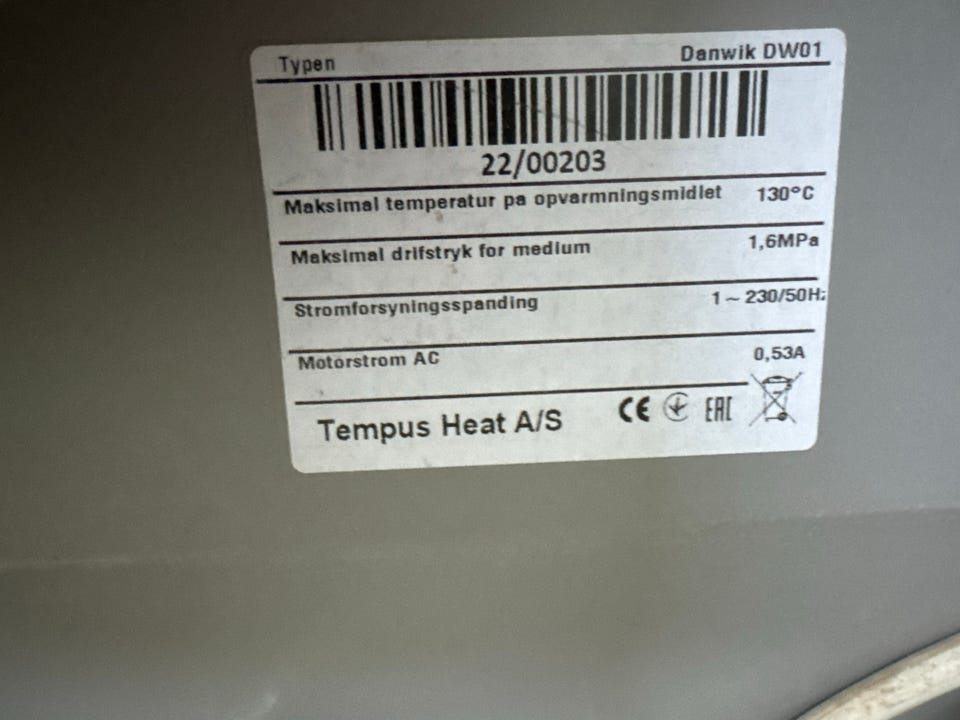 Typen Danwik DW01
22/00203
Maksimal temperatur pa opvarmningsmidlet 130°C
Maksimal drifstryk for medium 1,6MPa
Stromforsyningsspanding 1 ~ 230/50Hz
Motorstrom AC 0,53A
Tempus Heat A/S CE EAC